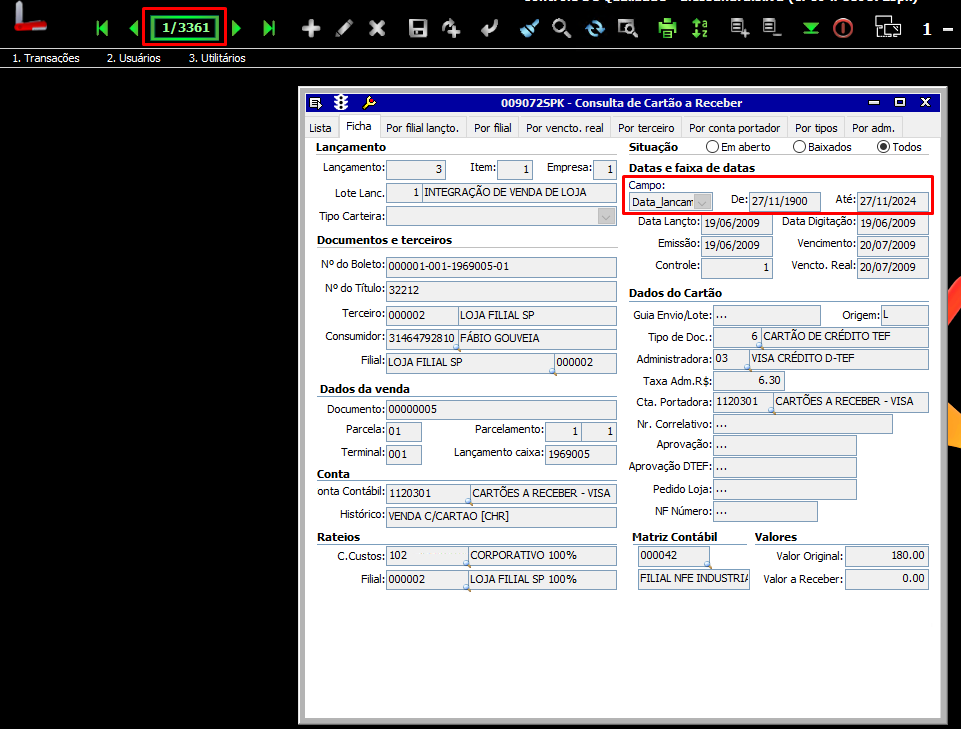 1/3361
1
1. Transações 2. Usuários 3. Utilitários
009072SPK - Consulta de Cartão a Receber
Lista Ficha Por filial lançto. Por filial Por vencto. real Por terceiro Por conta portador Por tipos Por adm.
Lançamento
Lançamento: 3 Item: 1 Empresa: 1
Lote Lanc. 1 INTEGRAÇÃO DE VENDA DE LOJA
Tipo Carteira:
Documentos e terceiros
Nº do Boleto: 000001-001-1969005-01
Nº do Título: 32212
Terceiro: 000002 LOJA FILIAL SP
Consumidor: 31464792810 FÁBIO GOUVEIA
Filial: LOJA FILIAL SP 000002
Dados da venda
Documento: 00000005
Parcela: 01 Parcelamento: 1 1
Terminal: 001 Lançamento caixa: 1969005
Conta
onta Contábil: 1120301 CARTÕES A RECEBER - VISA
Histórico: VENDA C/CARTAO [CHR]
Rateios
C.Custos: 102 CORPORATIVO 100%
Filial: 000002 LOJA FILIAL SP 100%
Situação Em aberto Baixados Todos
Datas e faixa de datas
Campo:
Data_lancam De: 27/11/1900 Até: 27/11/2024
Data Lançto: 19/06/2009 Data Digitação: 19/06/2009
Emissão: 19/06/2009 Vencimento: 20/07/2009
Controle: 1 Vencto. Real: 20/07/2009
Dados do Cartão
Guia Envio/Lote: ... Origem: L
Tipo de Doc.: 6 CARTÃO DE CRÉDITO TEF
Administradora: 03 VISA CRÉDITO D-TEF
Taxa Adm.R$: 6.30
Cta. Portadora: 1120301 CARTÕES A RECEBER - VISA
Nr. Correlativo: ...
Aprovação: ...
Aprovação DTEF: ...
Pedido Loja: ...
NF Número: ...
Matriz Contábil Valores
000042 Valor Original: 180.00
FILIAL NFE INDUSTRIA Valor a Receber: 0.00